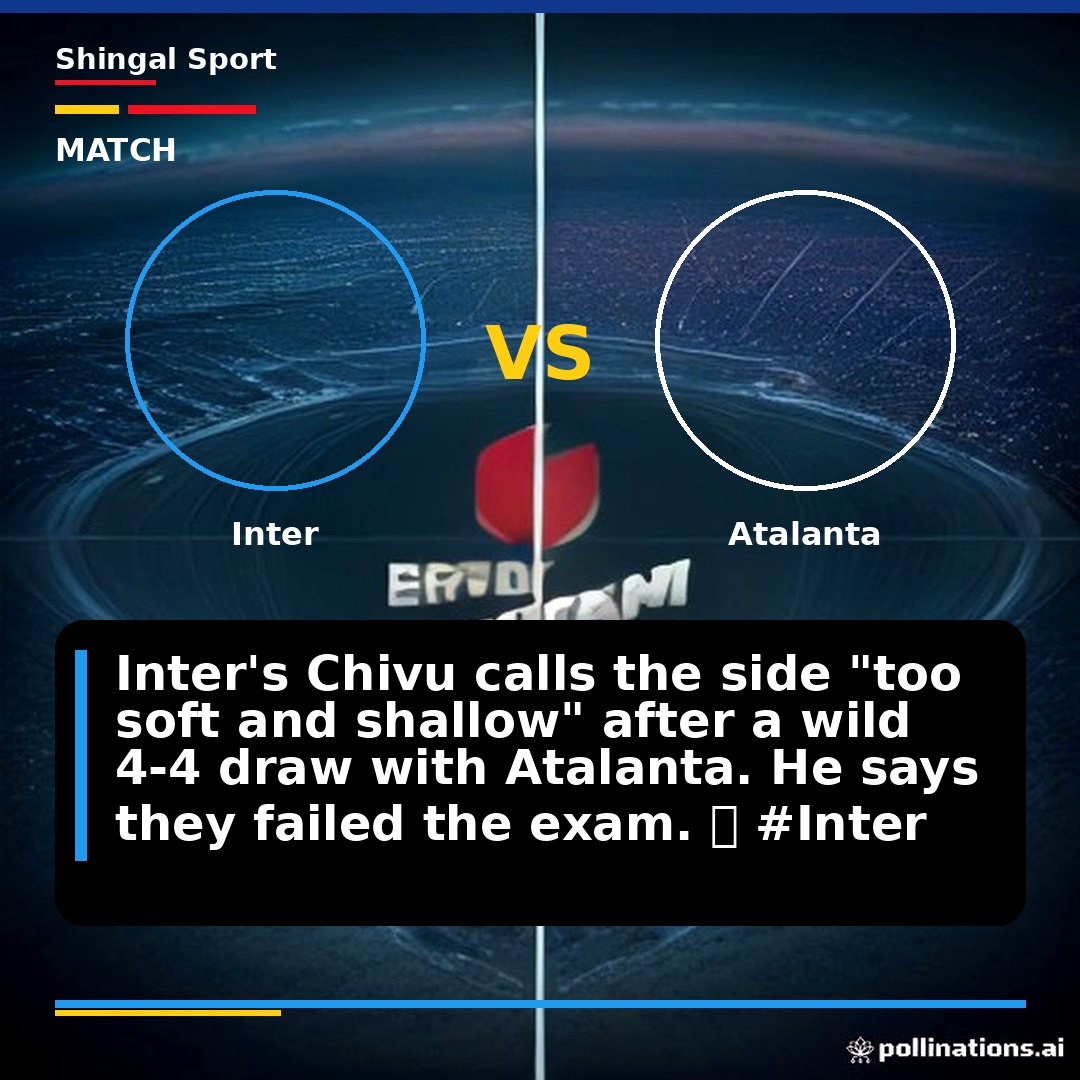 Shingal Sport
MATCH
VS
Inter
Atalanta
Inter's Chivu calls the side "too
soft and shallow" after a wild
4-4 draw with Atalanta. He says
they failed the exam. #Inter
pollinations.ai